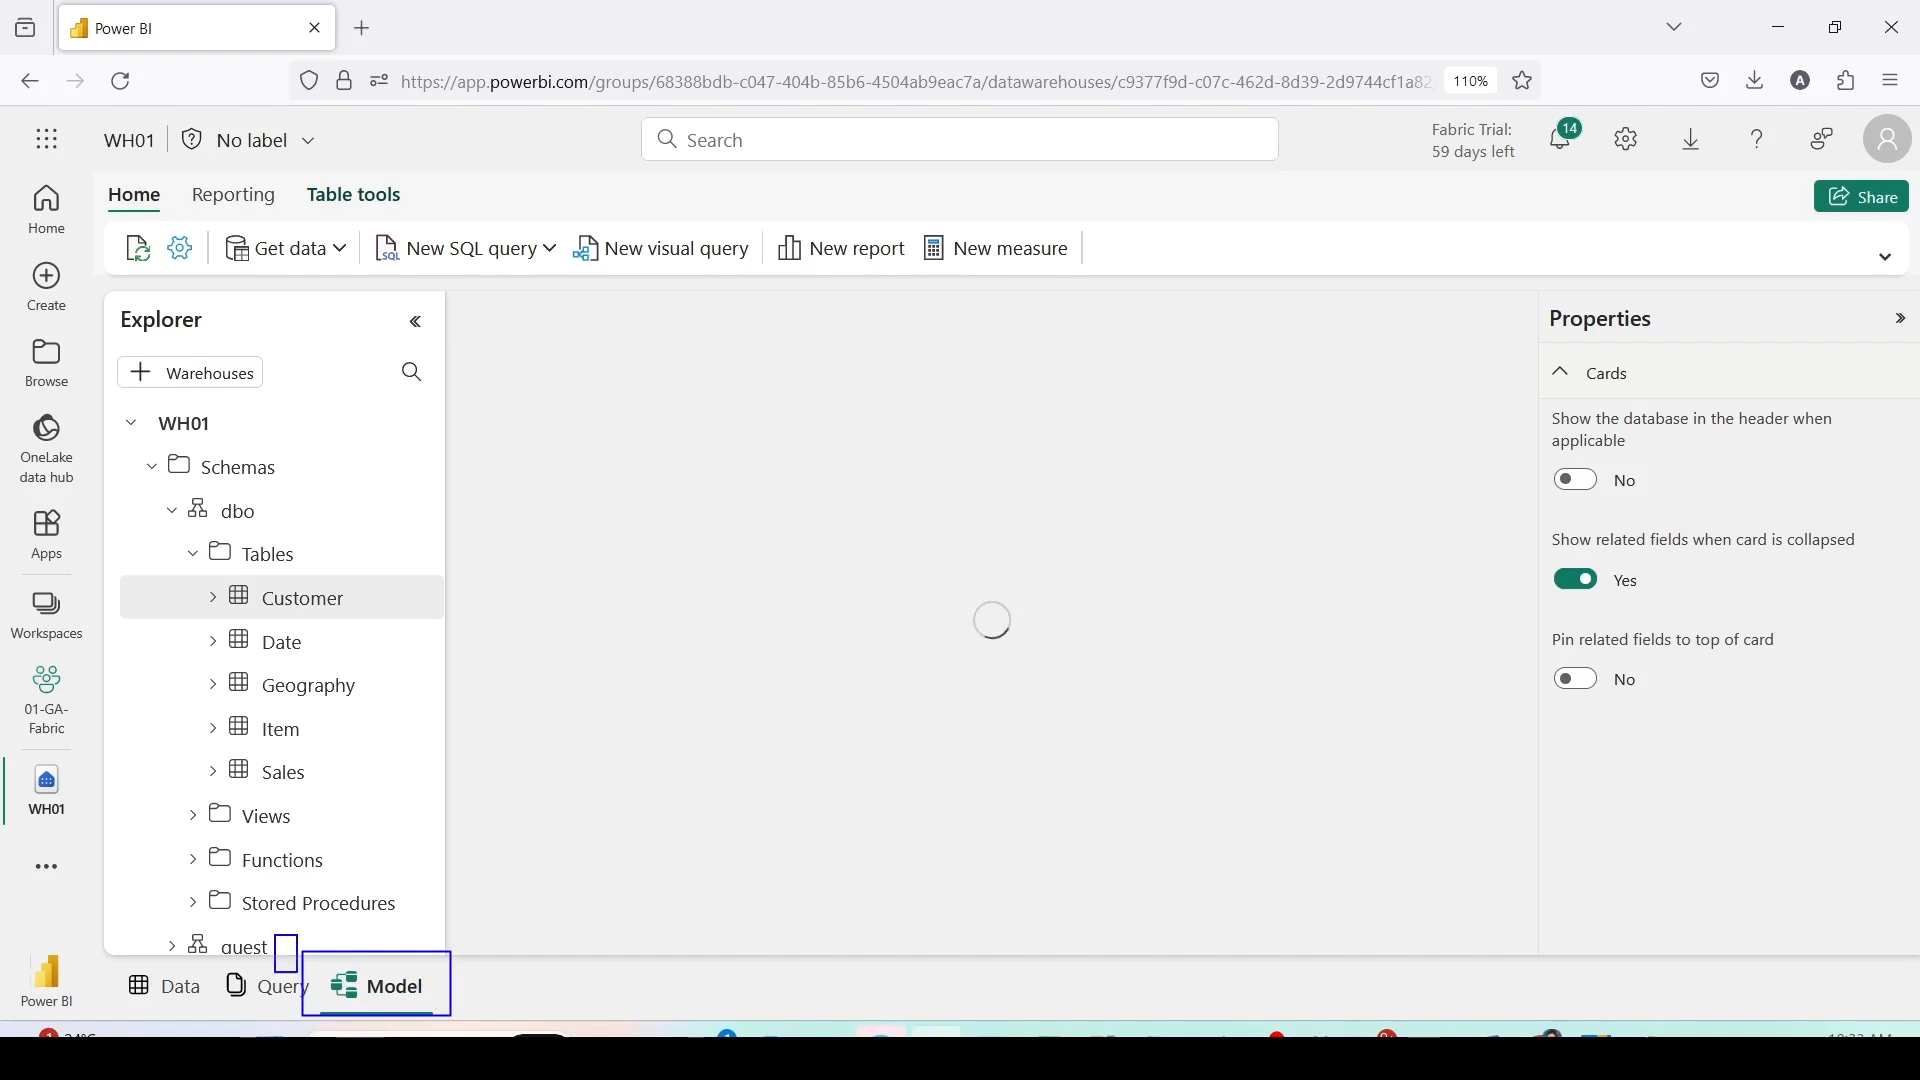 Power BI
https://app.powerbi.com/groups/68388bdb-c047-404b-85b6-4504ab9eac7a/datawarehouses/c9377f9d-c07c-462d-8d39-2d9744cf1a82
110%
A
WH01
No label
Search
Fabric Trial:
59 days left
14
Home
Reporting
Table tools
Share
Get data
SQL
New SQL query
New visual query
New report
New measure
Home
Create
Browse
OneLake
data hub
Apps
Workspaces
01-GA-
Fabric
WH01
Power BI
Explorer
Warehouses
WH01
Schemas
dbo
Tables
Customer
Date
Geography
Item
Sales
Views
Functions
Stored Procedures
guest
Properties
Cards
Show the database in the header when
applicable
No
Show related fields when card is collapsed
Yes
Pin related fields to top of card
No
Data
Query
Model